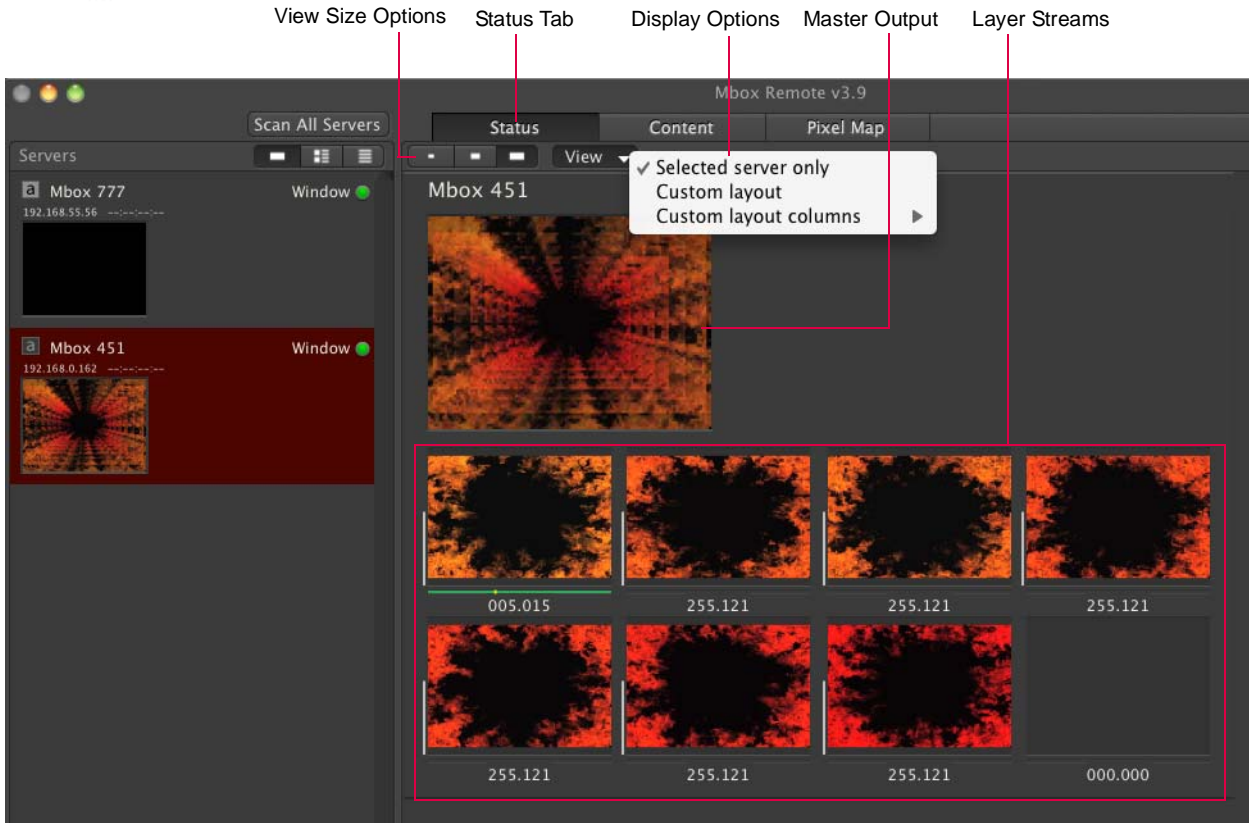 View Size Options Status Tab Display Options Master Output Layer Streams
Mbox Remote v3.9
Scan All Servers Status Content Pixel Map
Servers View
Selected server only
Custom layout
Custom layout columns
a Mbox 777 Window
192.168.55.56 --:--:--:--
a Mbox 451 Window
192.168.0.162 --:--:--:--
Mbox 451
005.015 255.121 255.121 255.121
255.121 255.121 255.121 000.000